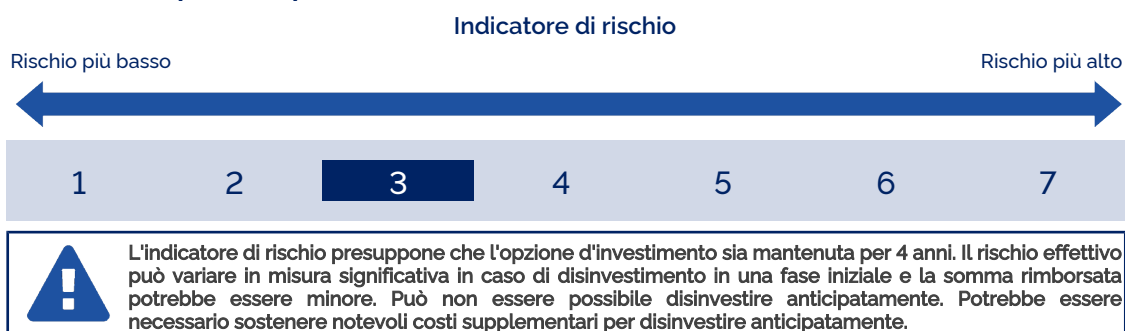 Indicatore di rischio
Rischio più basso
Rischio più alto
1 2 3 4 5 6 7
L'indicatore di rischio presuppone che l'opzione d'investimento sia mantenuta per 4 anni. Il rischio effettivo
può variare in misura significativa in caso di disinvestimento in una fase iniziale e la somma rimborsata
potrebbe essere minore. Può non essere possibile disinvestire anticipatamente. Potrebbe essere
necessario sostenere notevoli costi supplementari per disinvestire anticipatamente.